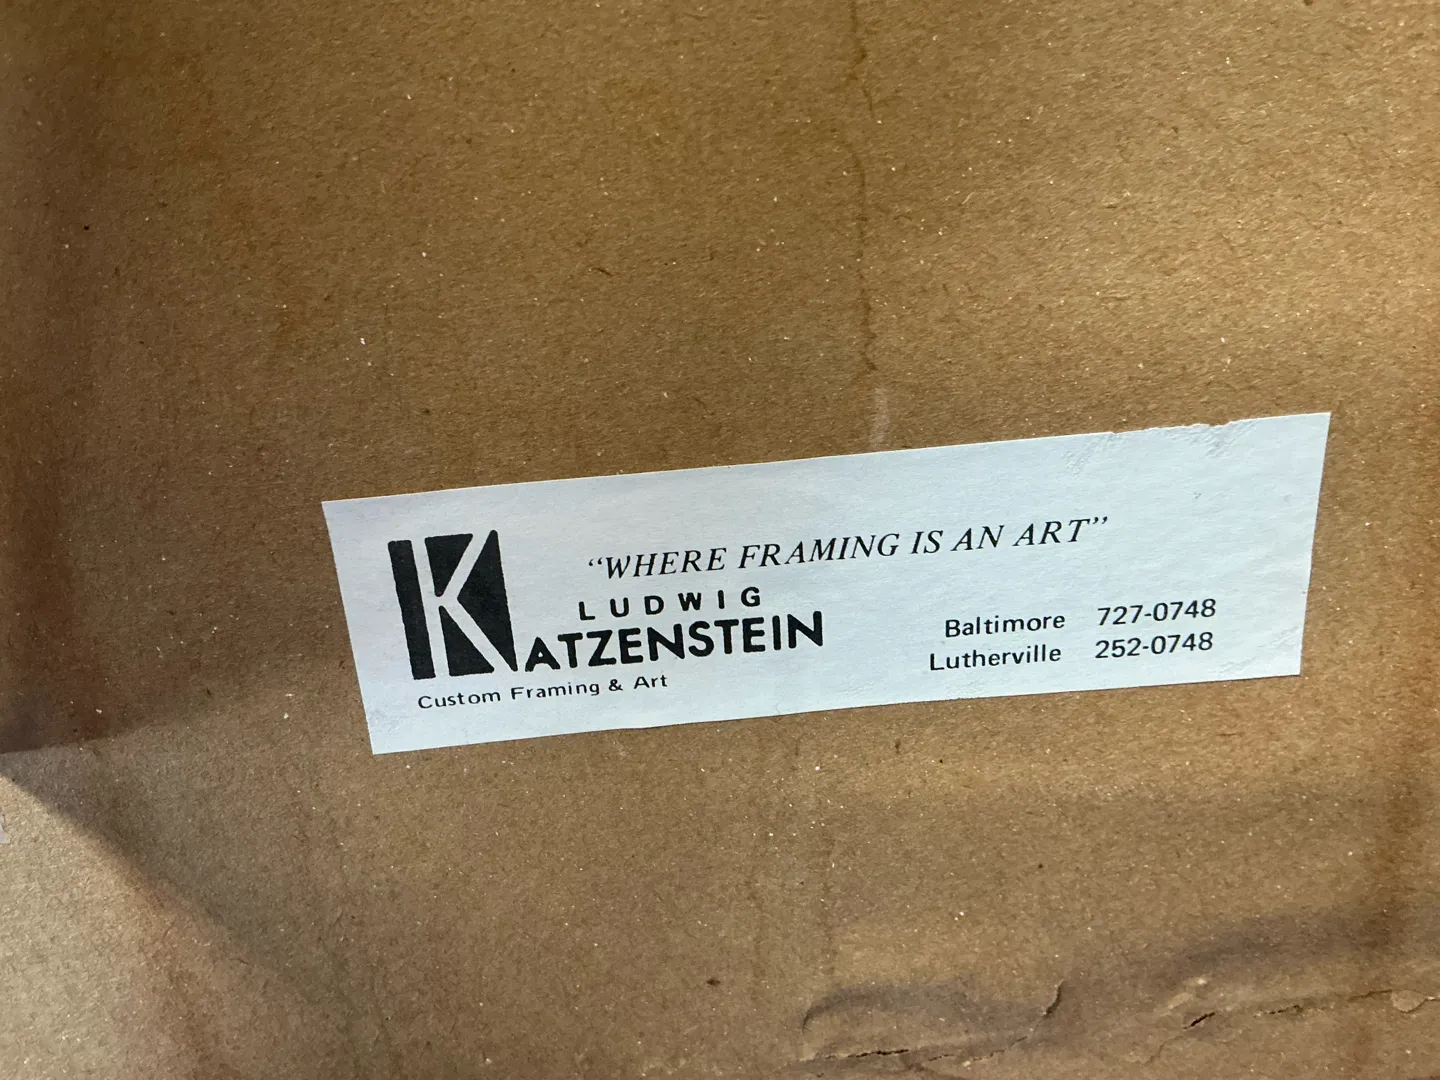 “WHERE FRAMING IS AN ART”
LUDWIG
KATZENSTEIN
Custom Framing & Art
Baltimore 727-0748
Lutherville 252-0748